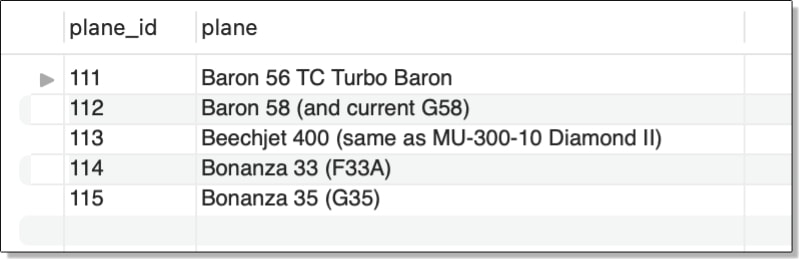 plane_id plane
111 Baron 56 TC Turbo Baron
112 Baron 58 (and current G58)
113 Beechjet 400 (same as MU-300-10 Diamond II)
114 Bonanza 33 (F33A)
115 Bonanza 35 (G35)